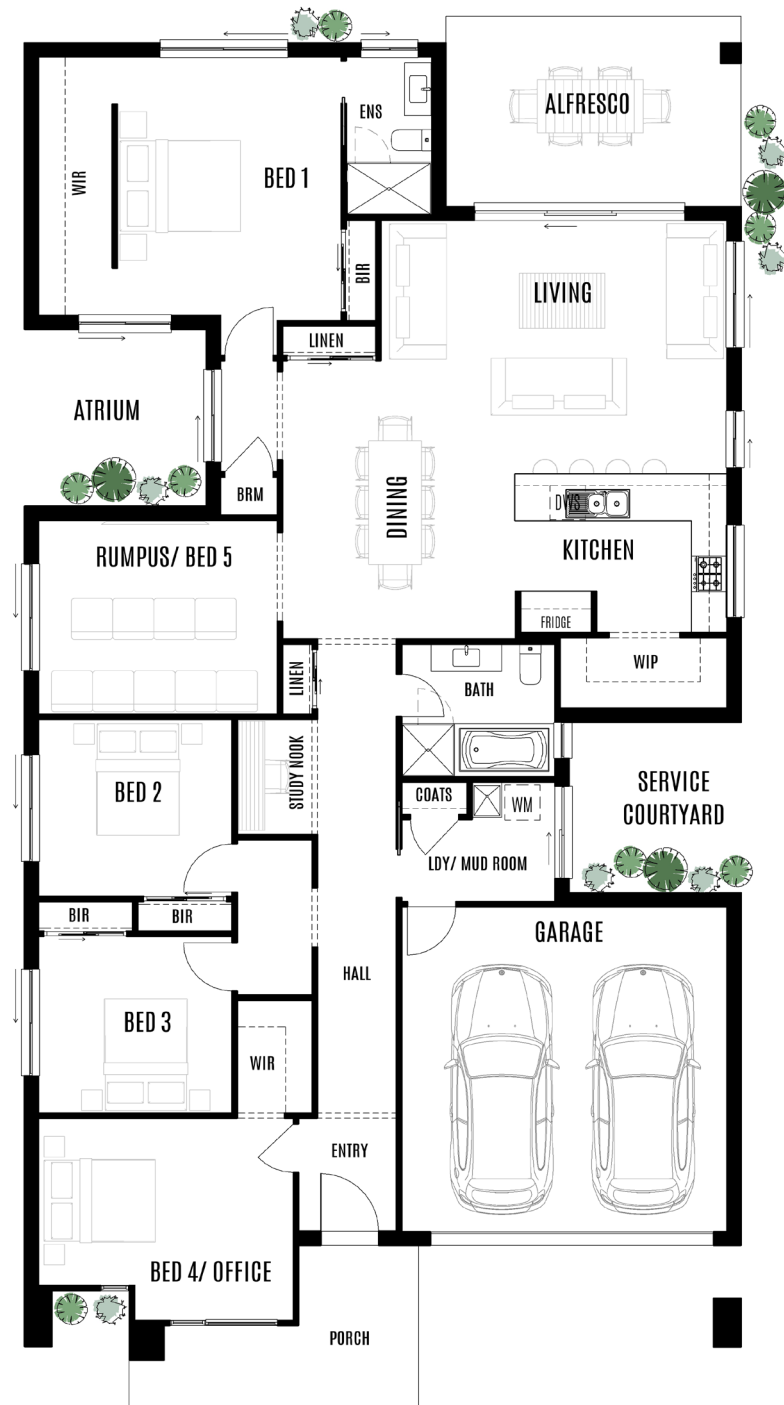 ENS
ALFRESCO
WIR
BED 1
BIR
LIVING
LINEN
ATRIUM
DINING
BRM
DWS
KITCHEN
RUMPUS/ BED 5
FRIDGE
WIP
LINEN
BATH
STUDY NOOK
BED 2
SERVICE
COURTYARD
COATS
WM
LDY/ MUD ROOM
BIR
BIR
GARAGE
HALL
BED 3
WIR
ENTRY
BED 4/ OFFICE
PORCH